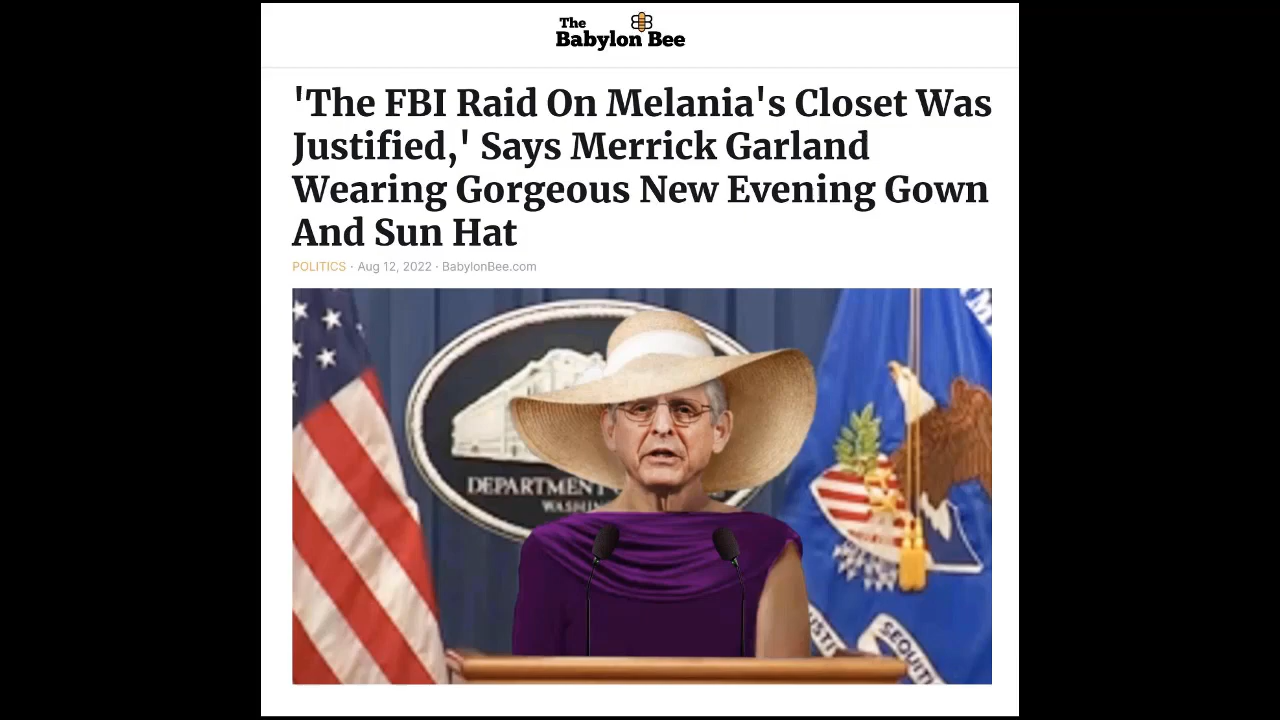 The
Babylon Bee
'The FBI Raid On Melania's Closet Was
Justified,' Says Merrick Garland
Wearing Gorgeous New Evening Gown
And Sun Hat
POLITICS · Aug 12, 2022 · BabylonBee.com
DEPARTMENT
WASHIN